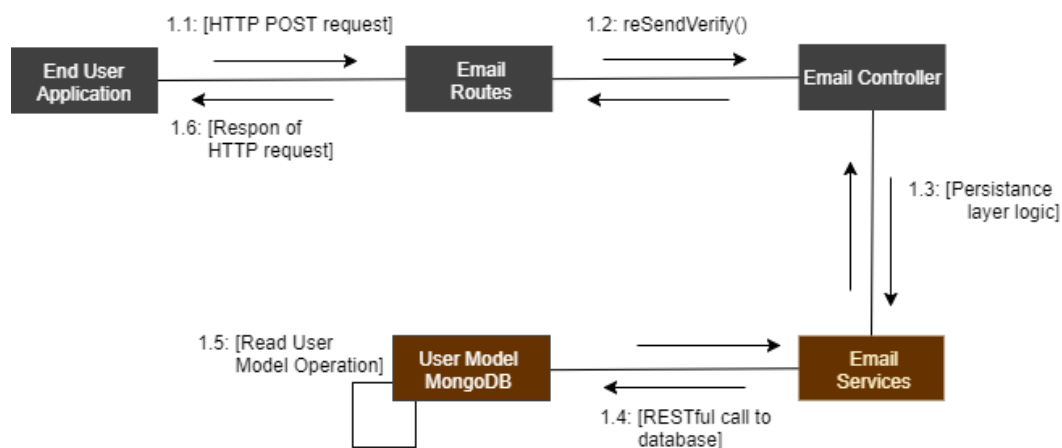 1.1: [HTTP POST request]
1.2: reSendVerify()
End User
Application
Email
Routes
Email Controller
1.6: [Respon of
HTTP request]
1.3: [Persistance
layer logic]
1.5: [Read User
Model Operation]
User Model
MongoDB
Email
Services
1.4: [RESTful call to
database]